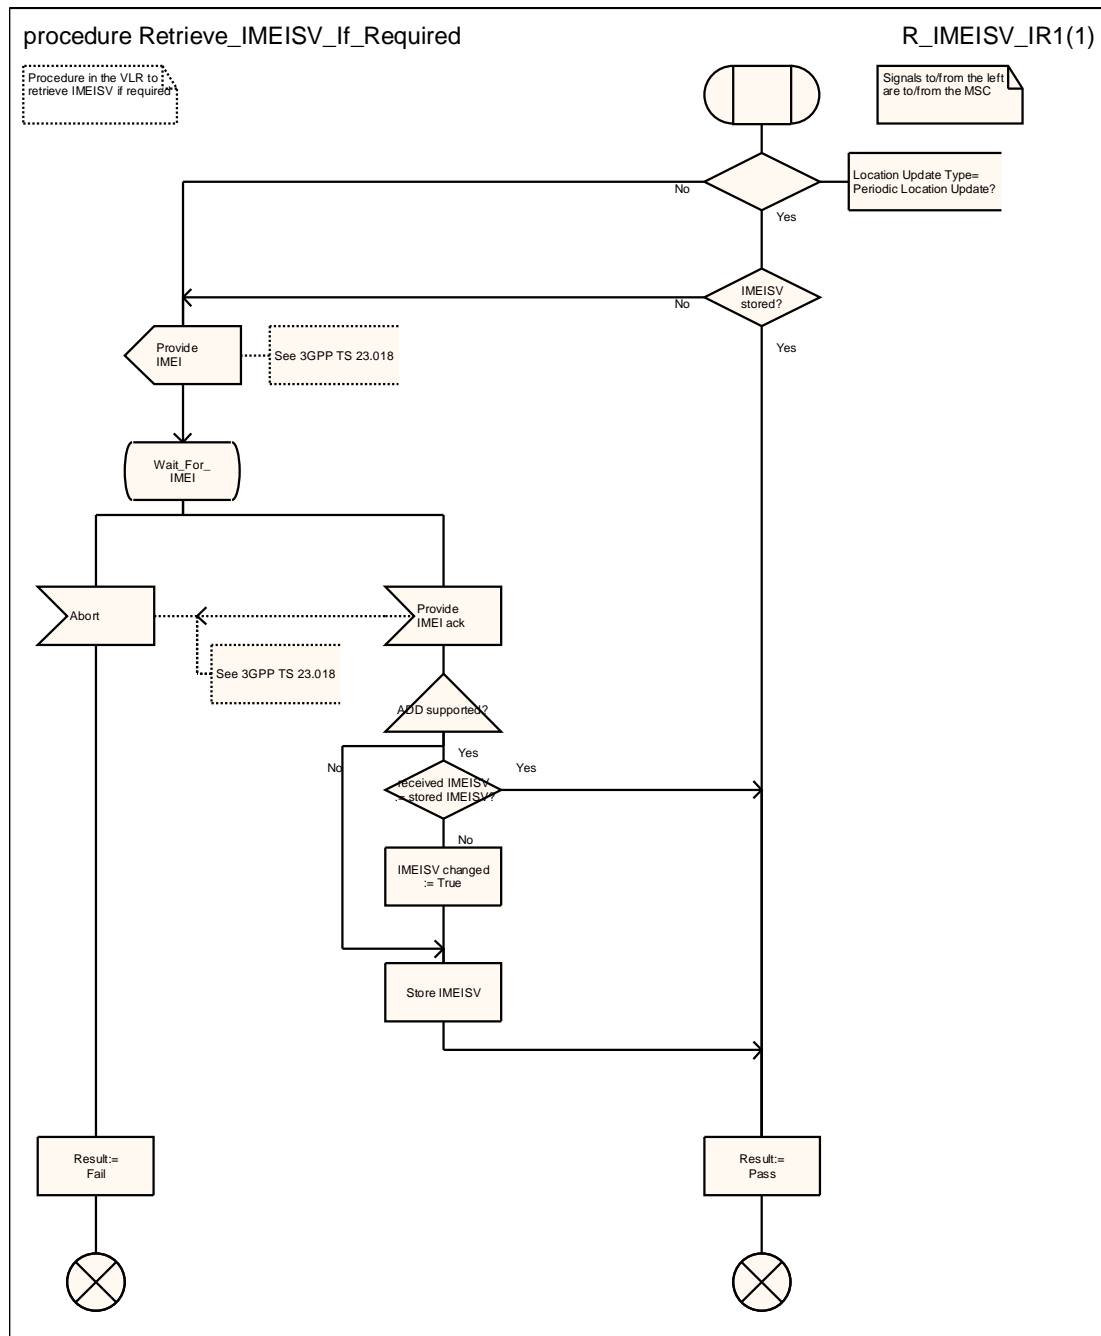 procedure Retrieve_IMEISV_If_Required
R_IMEISV_IR1(1)
Procedure in the VLR to
retrieve IMEISV if required
Signals to/from the left
are to/from the MSC
Location Update Type=
Periodic Location Update?
No
Yes
IMEISV
stored?
No
Yes
Provide
IMEI
See 3GPP TS 23.018
Wait_For_
IMEI
Abort
Provide
IMEI ack
See 3GPP TS 23.018
ADD supported?
Yes
No
received IMEISV
:= stored IMEISV?
Yes
No
IMEISV changed
:= True
Store IMEISV
Result:=
Fail
Result:=
Pass